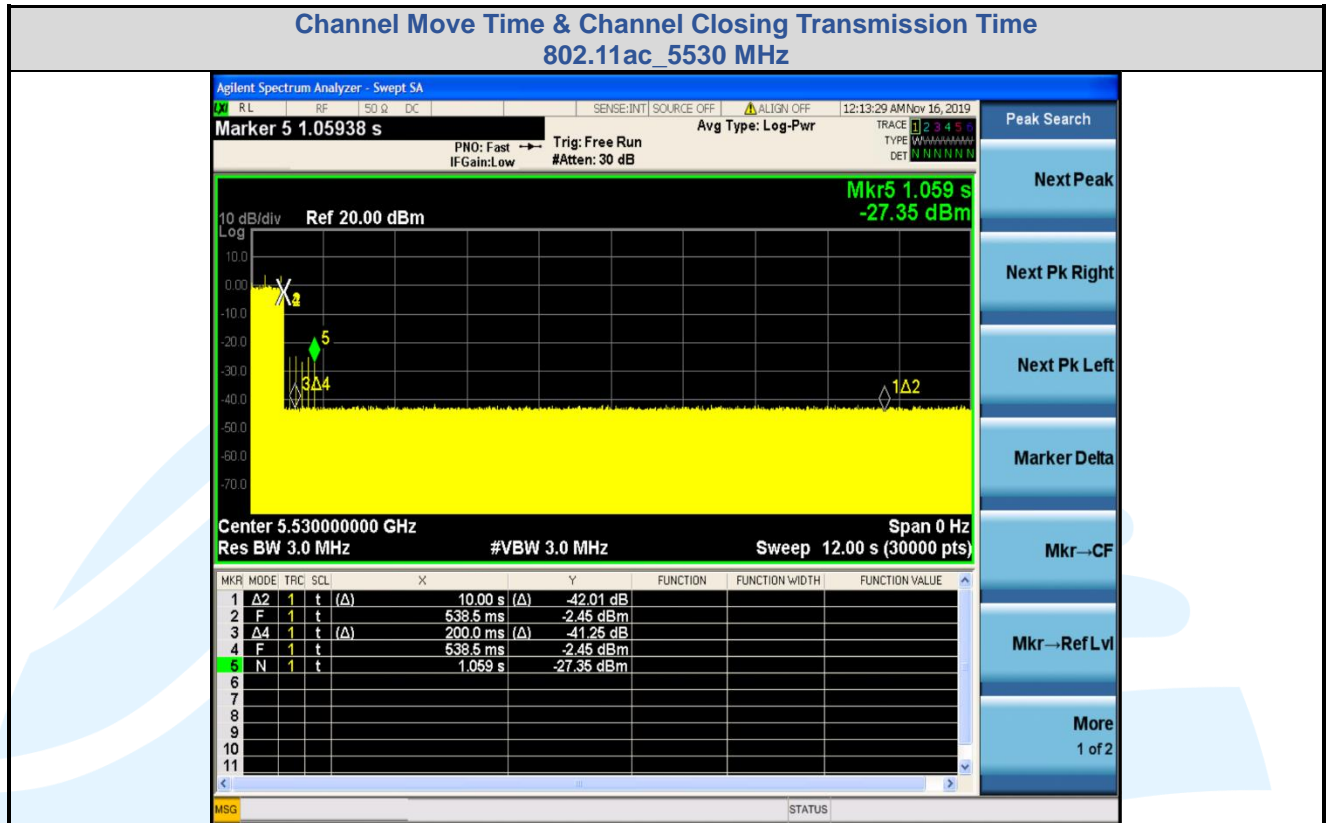 Channel Move Time & Channel Closing Transmission Time
802.11ac_5530 MHz
Agilent Spectrum Analyzer - Swept SA
LXI RL RF 50 Ω DC SENSE:INT SOURCE OFF ALIGN OFF 12:13:29 AM Nov 16, 2019
Marker 5 1.05938 s
PNO: Fast
IFGain:Low
Trig: Free Run
#Atten: 30 dB
Avg Type: Log-Pwr
TRACE 1 2 3 4 5 6
TYPE W
DET N N N N N N
Peak Search
Next Peak
Next Pk Right
Next Pk Left
Marker Delta
Mkr→CF
Mkr→Ref Lvl
More
1 of 2
Mkr5 1.059 s
-27.35 dBm
10 dB/div Ref 20.00 dBm
Log
10.0
0.00
-10.0
-20.0
-30.0
-40.0
-50.0
-60.0
-70.0
5
3Δ4
1Δ2
Center 5.530000000 GHz Span 0 Hz
Res BW 3.0 MHz #VBW 3.0 MHz Sweep 12.00 s (30000 pts)
MKR MODE TRC SCL X Y FUNCTION FUNCTION WIDTH FUNCTION VALUE
1 Δ2 1 t (Δ) 10.00 s (Δ) -42.01 dB
2 F 1 t 538.5 ms -2.45 dBm
3 Δ4 1 t (Δ) 200.0 ms (Δ) -41.25 dB
4 F 1 t 538.5 ms -2.45 dBm
5 N 1 t 1.059 s -27.35 dBm
6
7
8
9
10
11
MSG STATUS